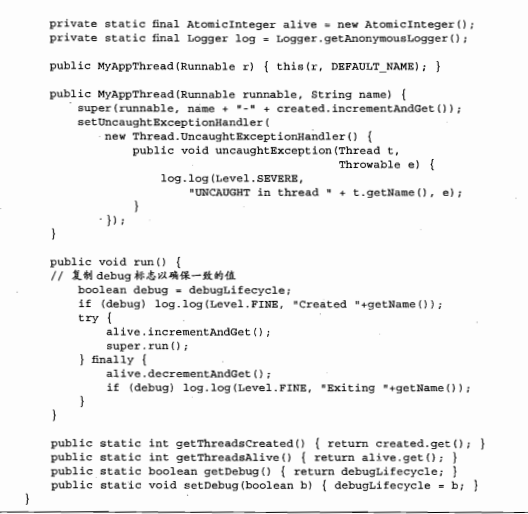 private static final AtomicInteger alive = new AtomicInteger();
private static final Logger log = Logger.getAnonymousLogger();
public MyAppThread(Runnable r) { this(r, DEFAULT_NAME); }
public MyAppThread(Runnable runnable, String name) {
super(runnable, name + "-" + created.incrementAndGet());
setUncaughtExceptionHandler(
new Thread.UncaughtExceptionHandler() {
public void uncaughtException(Thread t,
Throwable e) {
log.log(Level.SEVERE,
"UNCAUGHT in thread " + t.getName(), e);
}
});
}
public void run() {
// 复制 debug 标志以确保一致的值
boolean debug = debugLifecycle;
if (debug) log.log(Level.FINE, "Created "+getName());
try {
alive.incrementAndGet();
super.run();
} finally {
alive.decrementAndGet();
if (debug) log.log(Level.FINE, "Exiting "+getName());
}
}
public static int getThreadsCreated() { return created.get(); }
public static int getThreadsAlive() { return alive.get(); }
public static boolean getDebug() { return debugLifecycle; }
public static void setDebug(boolean b) { debugLifecycle = b; }
}